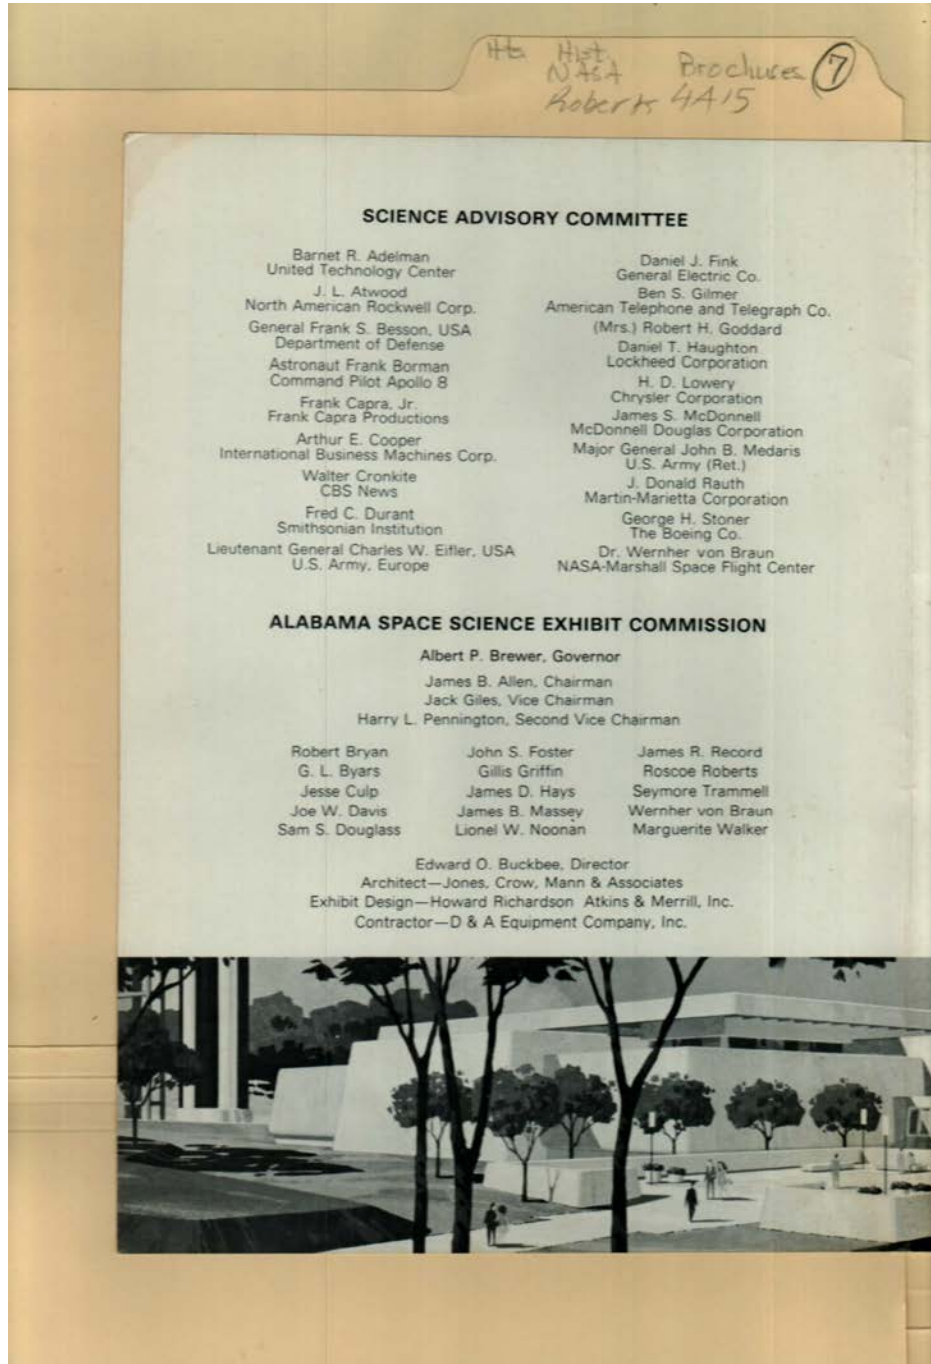 Hist.
NASA Brochures 7
Roberts 4A15
SCIENCE ADVISORY COMMITTEE
Barnet R. Adelman
United Technology Center
J. L. Atwood
North American Rockwell Corp.
General Frank S. Besson, USA
Department of Defense
Astronaut Frank Borman
Command Pilot Apollo 8
Frank Capra, Jr.
Frank Capra Productions
Arthur E. Cooper
International Business Machines Corp.
Walter Cronkite
CBS News
Fred C. Durant
Smithsonian Institution
Lieutenant General Charles W. Eifler, USA
U.S. Army, Europe
Daniel J. Fink
General Electric Co.
Ben S. Gilmer
American Telephone and Telegraph Co.
(Mrs.) Robert H. Goddard
Daniel T. Haughton
Lockheed Corporation
H. D. Lowery
Chrysler Corporation
James S. McDonnell
McDonnell Douglas Corporation
Major General John B. Medaris
U.S. Army (Ret.)
J. Donald Rauth
Martin-Marietta Corporation
George H. Stoner
The Boeing Co.
Dr. Wernher von Braun
NASA-Marshall Space Flight Center
ALABAMA SPACE SCIENCE EXHIBIT COMMISSION
Albert P. Brewer, Governor
James B. Allen, Chairman
Jack Giles, Vice Chairman
Harry L. Pennington, Second Vice Chairman
Robert Bryan
G. L. Byars
Jesse Culp
Joe W. Davis
Sam S. Douglass
John S. Foster
Gillis Griffin
James D. Hays
James B. Massey
Lionel W. Noonan
James R. Record
Roscoe Roberts
Seymore Trammell
Wernher von Braun
Marguerite Walker
Edward O. Buckbee, Director
Architect—Jones, Crow, Mann & Associates
Exhibit Design—Howard Richardson Atkins & Merrill, Inc.
Contractor—D & A Equipment Company, Inc.